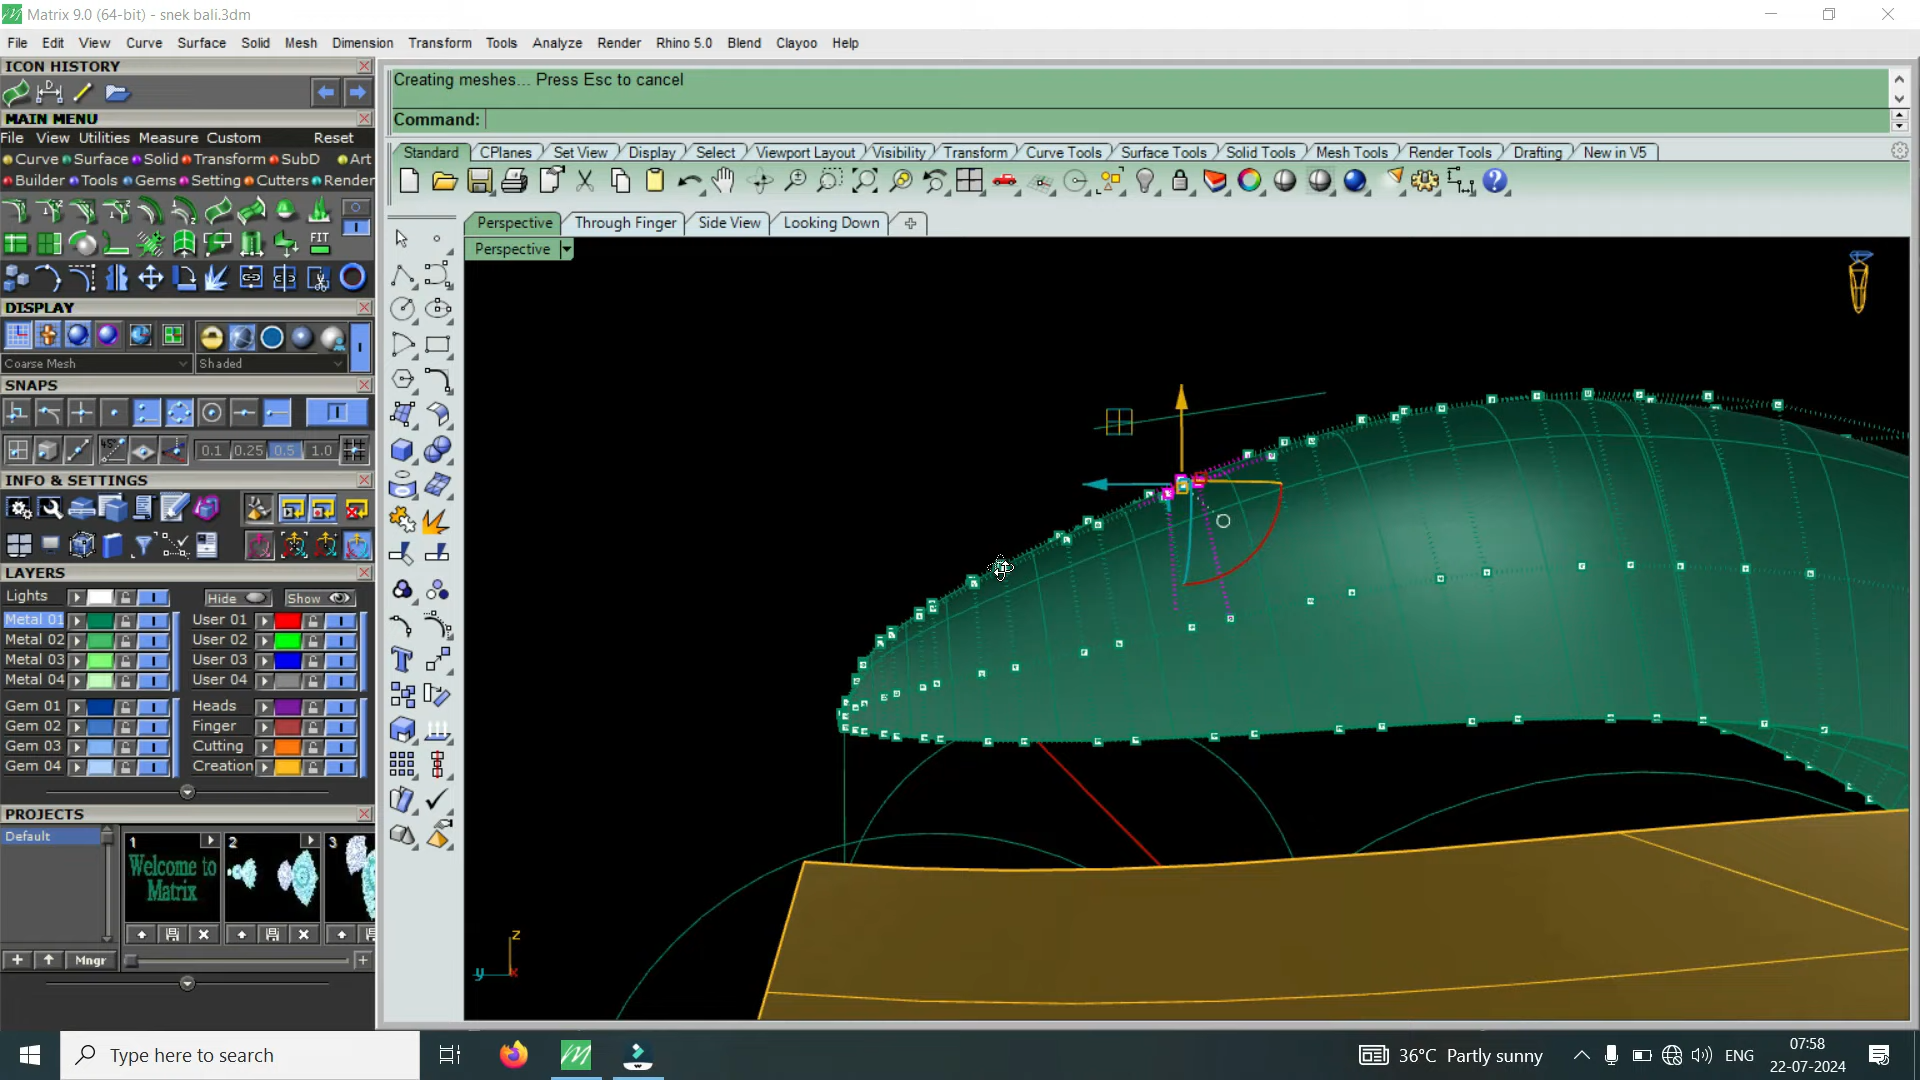 Matrix 9.0 (64-bit) - snek bali.3dm
File Edit View Curve Surface Solid Mesh Dimension Transform Tools Analyze Render Rhino 5.0 Blend Clayoo Help
ICON HISTORY
Creating meshes... Press Esc to cancel
MAIN MENU
Command:
File View Utilities Measure Custom Reset
Standard CPlanes Set View Display Select Viewport Layout Visibility Transform Curve Tools Surface Tools Solid Tools Mesh Tools Render Tools Drafting New in V5
Curve Surface Solid Transform SubD Art
Builder Tools Gems Setting Cutters Render
Perspective Through Finger Side View Looking Down
Perspective
FIT
DISPLAY
Coarse Mesh Shaded
SNAPS
0.1 0.25 0.5 1.0
INFO & SETTINGS
LAYERS
Lights Hide Show
Metal 01 User 01
Metal 02 User 02
Metal 03 User 03
Metal 04 User 04
Gem 01 Heads
Gem 02 Finger
Gem 03 Cutting
Gem 04 Creation
PROJECTS
Default 1 2 3
Welcome to
Matrix
Mngr
z
y x
Type here to search
36°C Partly sunny
ENG
07:58
22-07-2024